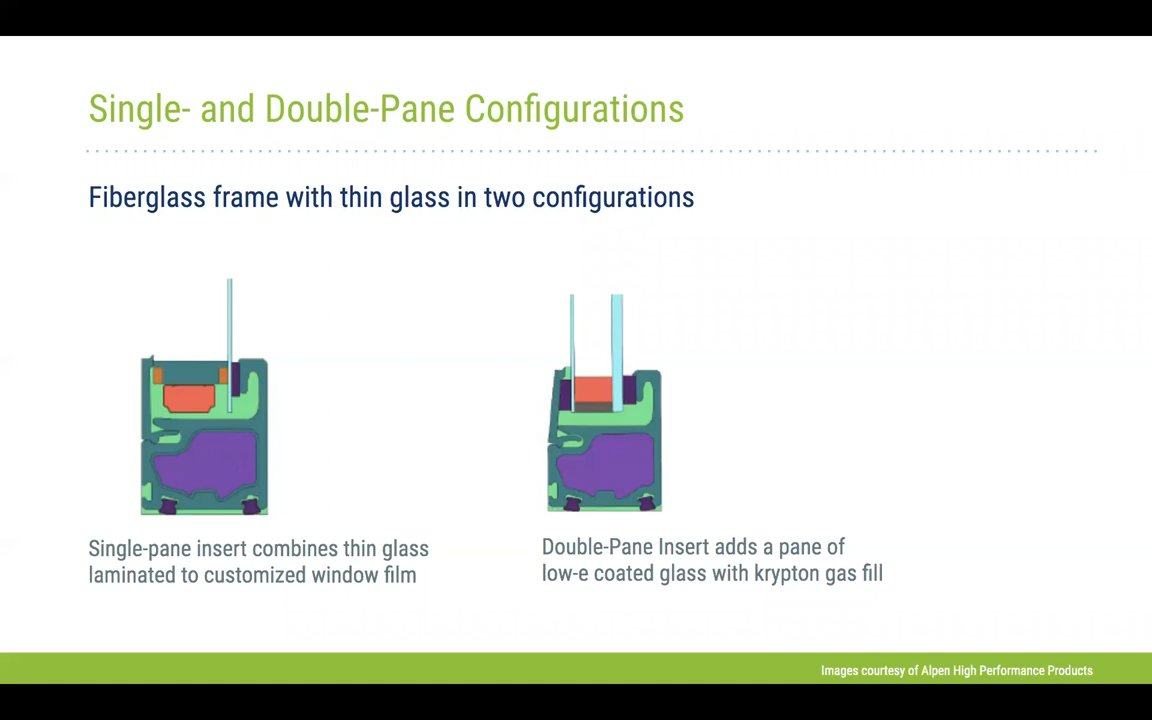 Single- and Double-Pane Configurations
Fiberglass frame with thin glass in two configurations
Single-pane insert combines thin glass
laminated to customized window film
Double-Pane Insert adds a pane of
low-e coated glass with krypton gas fill
Images courtesy of Alpen High Performance Products